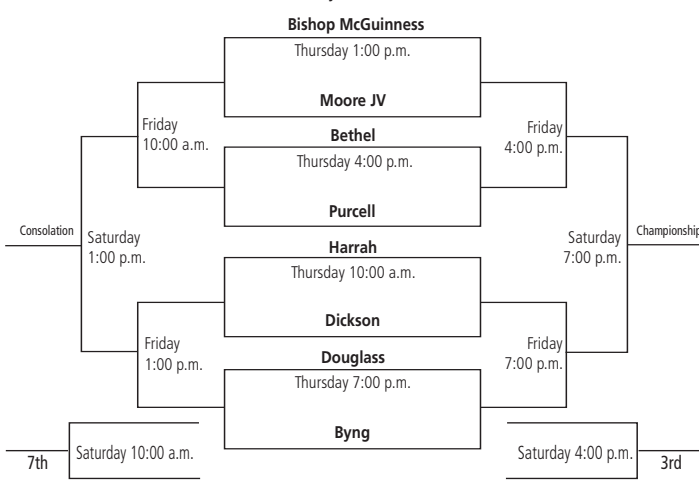 Bishop McGuinness
Thursday 1:00 p.m.
Moore JV
Friday
10:00 a.m.
Friday
4:00 p.m.
Bethel
Thursday 4:00 p.m.
Purcell
Consolation
Saturday
1:00 p.m.
Saturday
7:00 p.m.
Championship
Harrah
Thursday 10:00 a.m.
Dickson
Friday
1:00 p.m.
Friday
7:00 p.m.
Douglass
Thursday 7:00 p.m.
Byng
Saturday 10:00 a.m.
7th
Saturday 4:00 p.m.
3rd